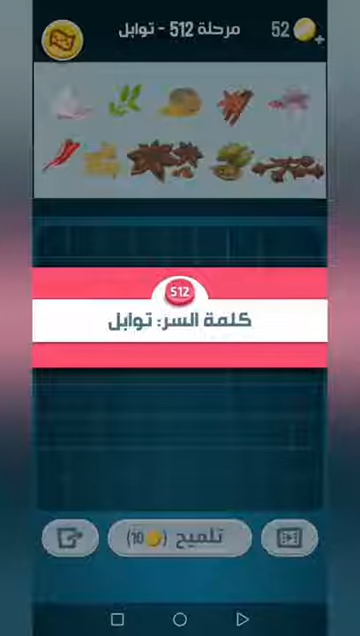 مرحلة 512 - توابل
52
512
كلمة السر: توابل
تلميح (10)